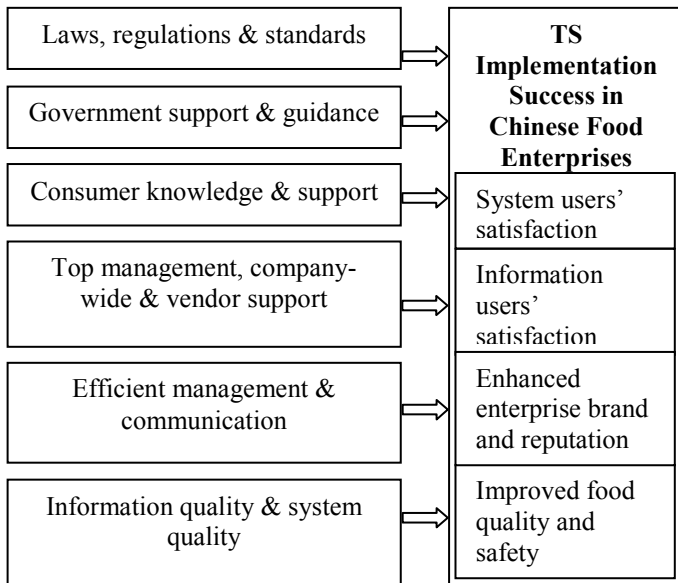 Laws, regulations & standards
Government support & guidance
Consumer knowledge & support
Top management, company-
wide & vendor support
Efficient management &
communication
Information quality & system
quality
TS
Implementation
Success in
Chinese Food
Enterprises
System users’
satisfaction
Information
users’
satisfaction
Enhanced
enterprise brand
and reputation
Improved food
quality and
safety